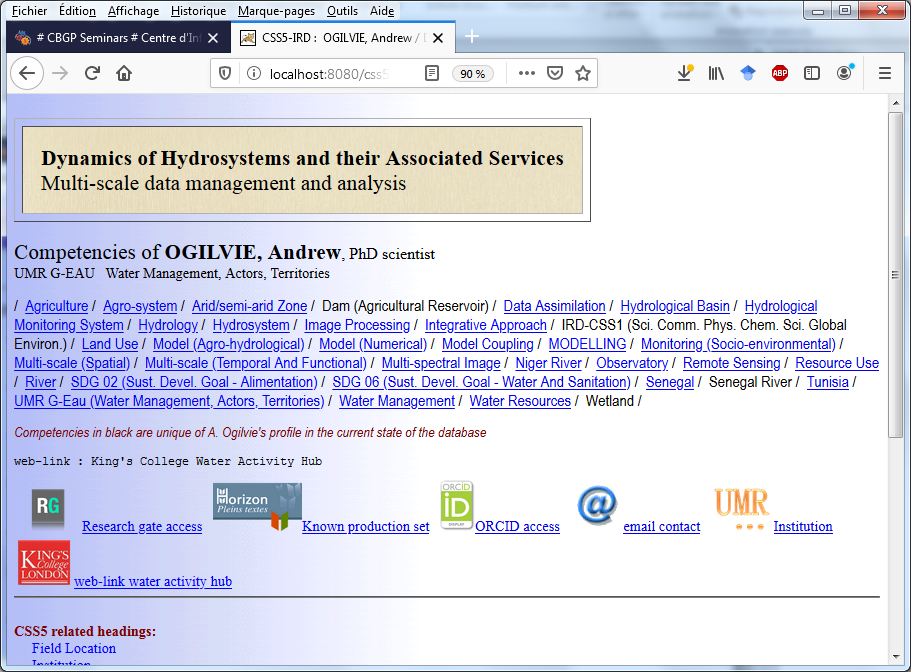 Fichier Édition Affichage Historique Marque-pages Outils Aide
# CBGP Seminars # Centre d'In
CSS5-IRD : OGILVIE, Andrew /
localhost:8080/css5
90 %
ABP
Dynamics of Hydrosystems and their Associated Services
Multi-scale data management and analysis
Competencies of OGILVIE, Andrew, PhD scientist
UMR G-EAU Water Management, Actors, Territories
/ Agriculture / Agro-system / Arid/semi-arid Zone / Dam (Agricultural Reservoir) / Data Assimilation / Hydrological Basin / Hydrological
Monitoring System / Hydrology / Hydrosystem / Image Processing / Integrative Approach / IRD-CSS1 (Sci. Comm. Phys. Chem. Sci. Global
Environ.) / Land Use / Model (Agro-hydrological) / Model (Numerical) / Model Coupling / MODELLING / Monitoring (Socio-environmental) /
Multi-scale (Spatial) / Multi-scale (Temporal And Functional) / Multi-spectral Image / Niger River / Observatory / Remote Sensing / Resource Use
/ River / SDG 02 (Sust. Devel. Goal - Alimentation) / SDG 06 (Sust. Devel. Goal - Water And Sanitation) / Senegal / Senegal River / Tunisia /
UMR G-Eau (Water Management, Actors, Territories) / Water Management / Water Resources / Wetland /
Competencies in black are unique of A. Ogilvie's profile in the current state of the database
web-link : King's College Water Activity Hub
RG Research gate access
Horizon Pleins textes Known production set
ORCID iD DISPLAY ORCID access
@ email contact
UMR Institution
KING'S College LONDON web-link water activity hub
CSS5 related headings:
Field Location
Institution